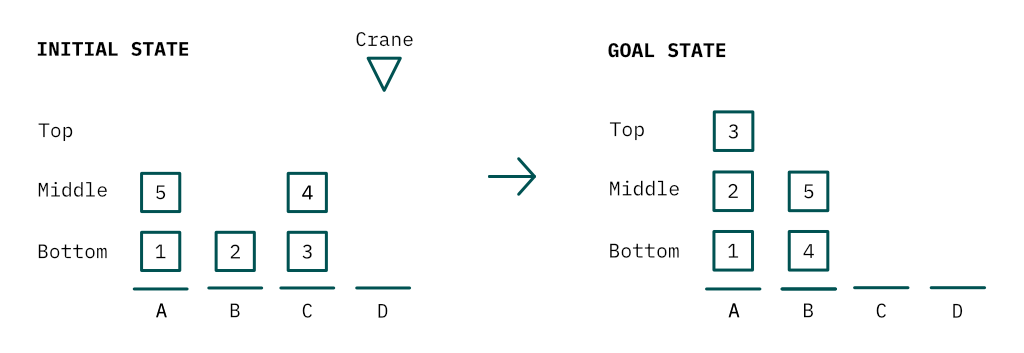 INITIAL STATE
Crane
Top
Middle 5 4
Bottom 1 2 3
A B C D
GOAL STATE
Top 3
Middle 2 5
Bottom 1 4
A B C D